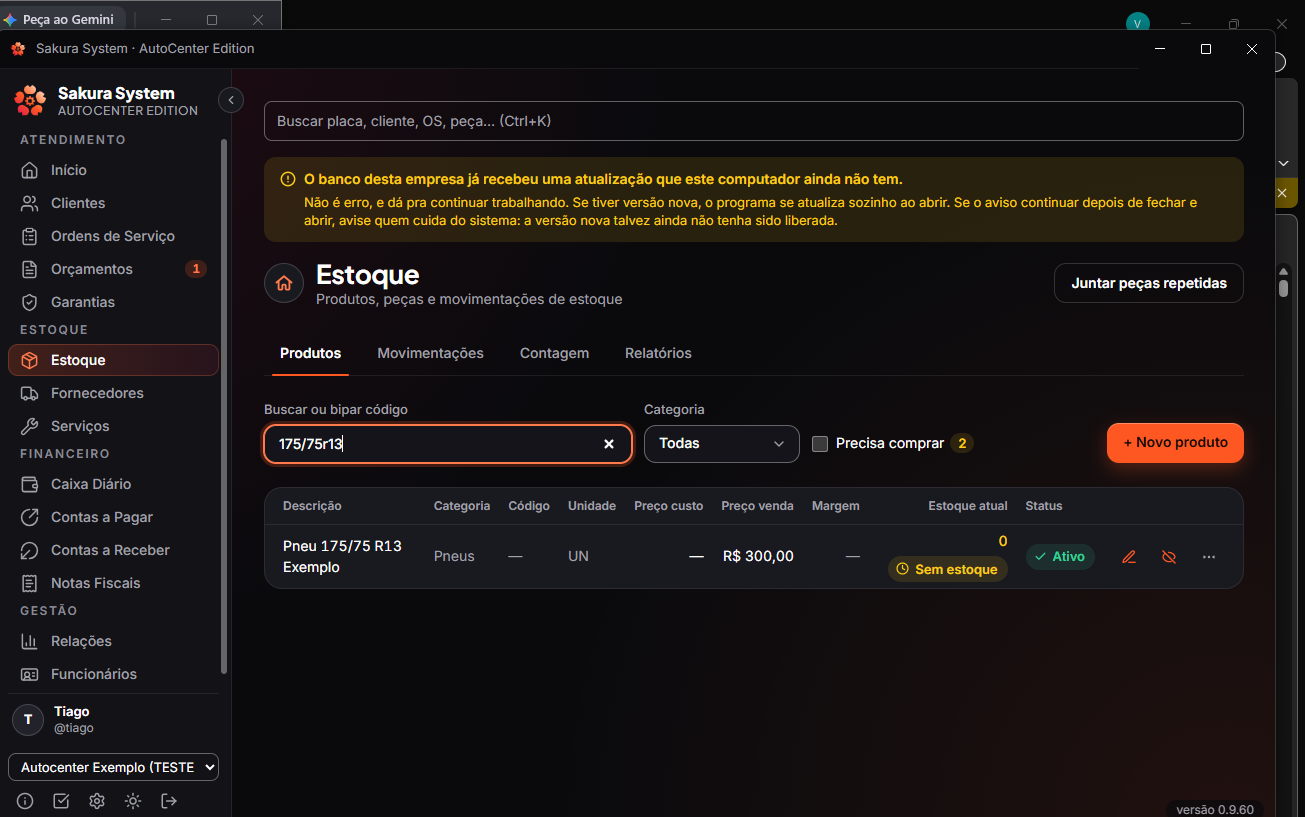 Peça ao Gemini
V
Sakura System · AutoCenter Edition
Sakura System
AUTOCENTER EDITION
ATENDIMENTO
Início
Clientes
Ordens de Serviço
Orçamentos 1
Garantias
ESTOQUE
Estoque
Fornecedores
Serviços
FINANCEIRO
Caixa Diário
Contas a Pagar
Contas a Receber
Notas Fiscais
GESTÃO
Relações
Funcionários
T
Tiago
@tiago
Autocenter Exemplo (TESTE
Buscar placa, cliente, OS, peça... (Ctrl+K)
O banco desta empresa já recebeu uma atualização que este computador ainda não tem.
Não é erro, e dá pra continuar trabalhando. Se tiver versão nova, o programa se atualiza sozinho ao abrir. Se o aviso continuar depois de fechar e
abrir, avise quem cuida do sistema: a versão nova talvez ainda não tenha sido liberada.
Estoque
Produtos, peças e movimentações de estoque
Juntar peças repetidas
Produtos Movimentações Contagem Relatórios
Buscar ou bipar código Categoria
175/75r13 Todas Precisa comprar 2 + Novo produto
Descrição Categoria Código Unidade Preço custo Preço venda Margem Estoque atual Status
Pneu 175/75 R13
Exemplo
Pneus — UN — R$ 300,00 —
0
Sem estoque
Ativo
versão 0.9.60